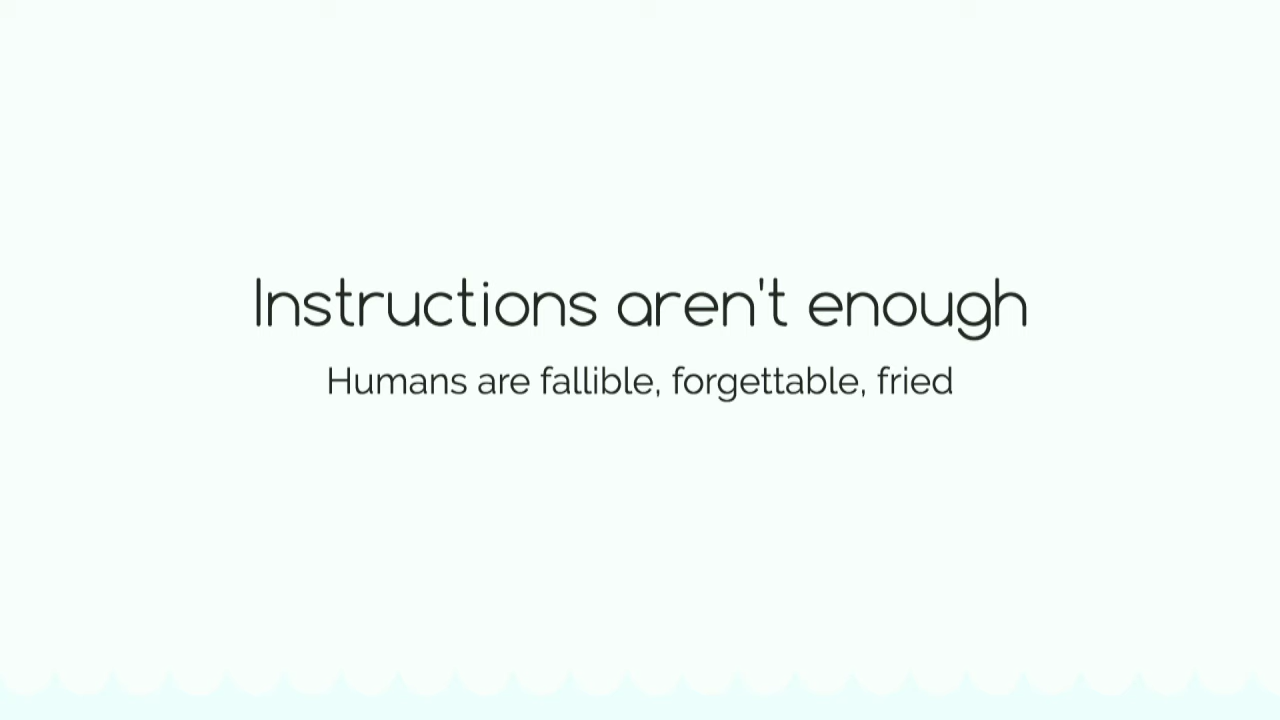 Instructions aren't enough
Humans are fallible, forgettable, fried